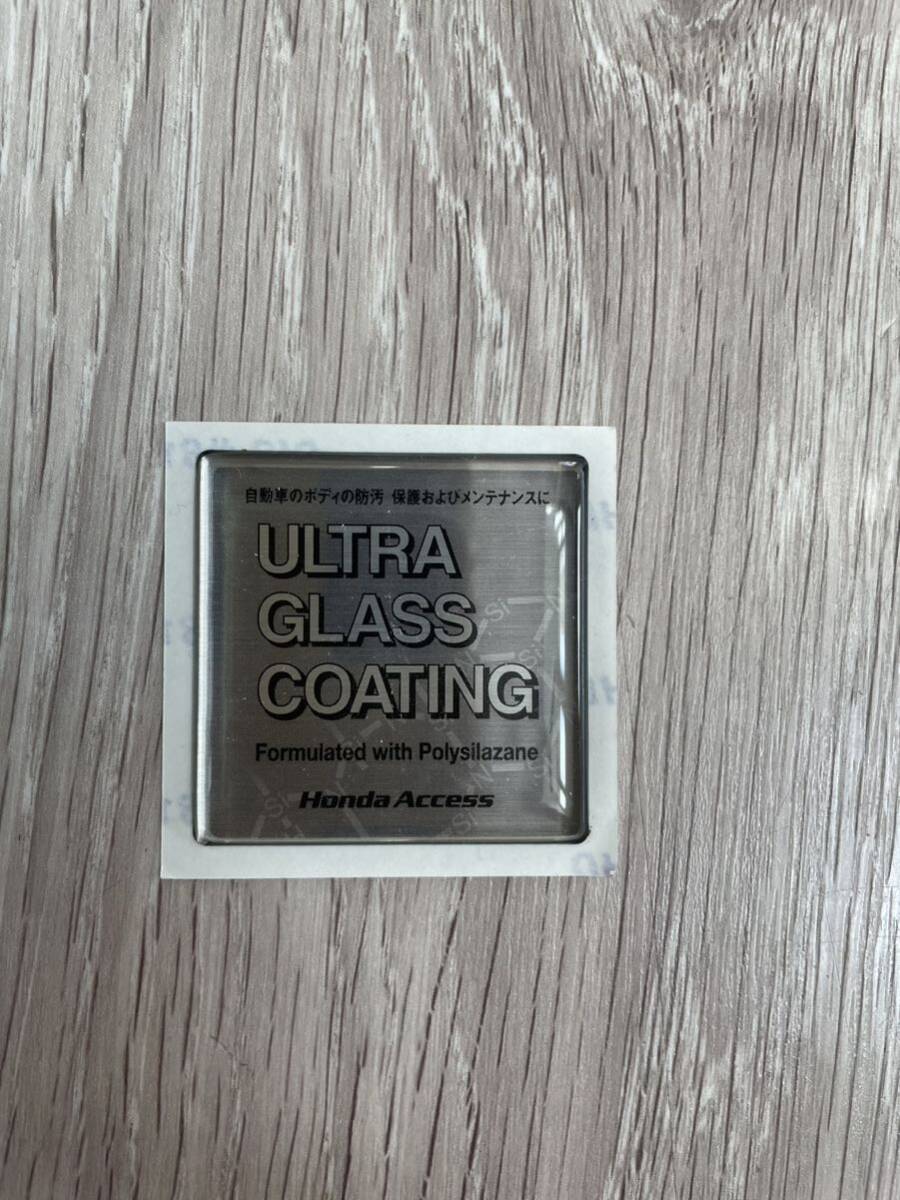 自動車のボディの防汚 保護およびメンテナンスに
ULTRA
GLASS
COATING
Formulated with Polysilazane
Honda Access